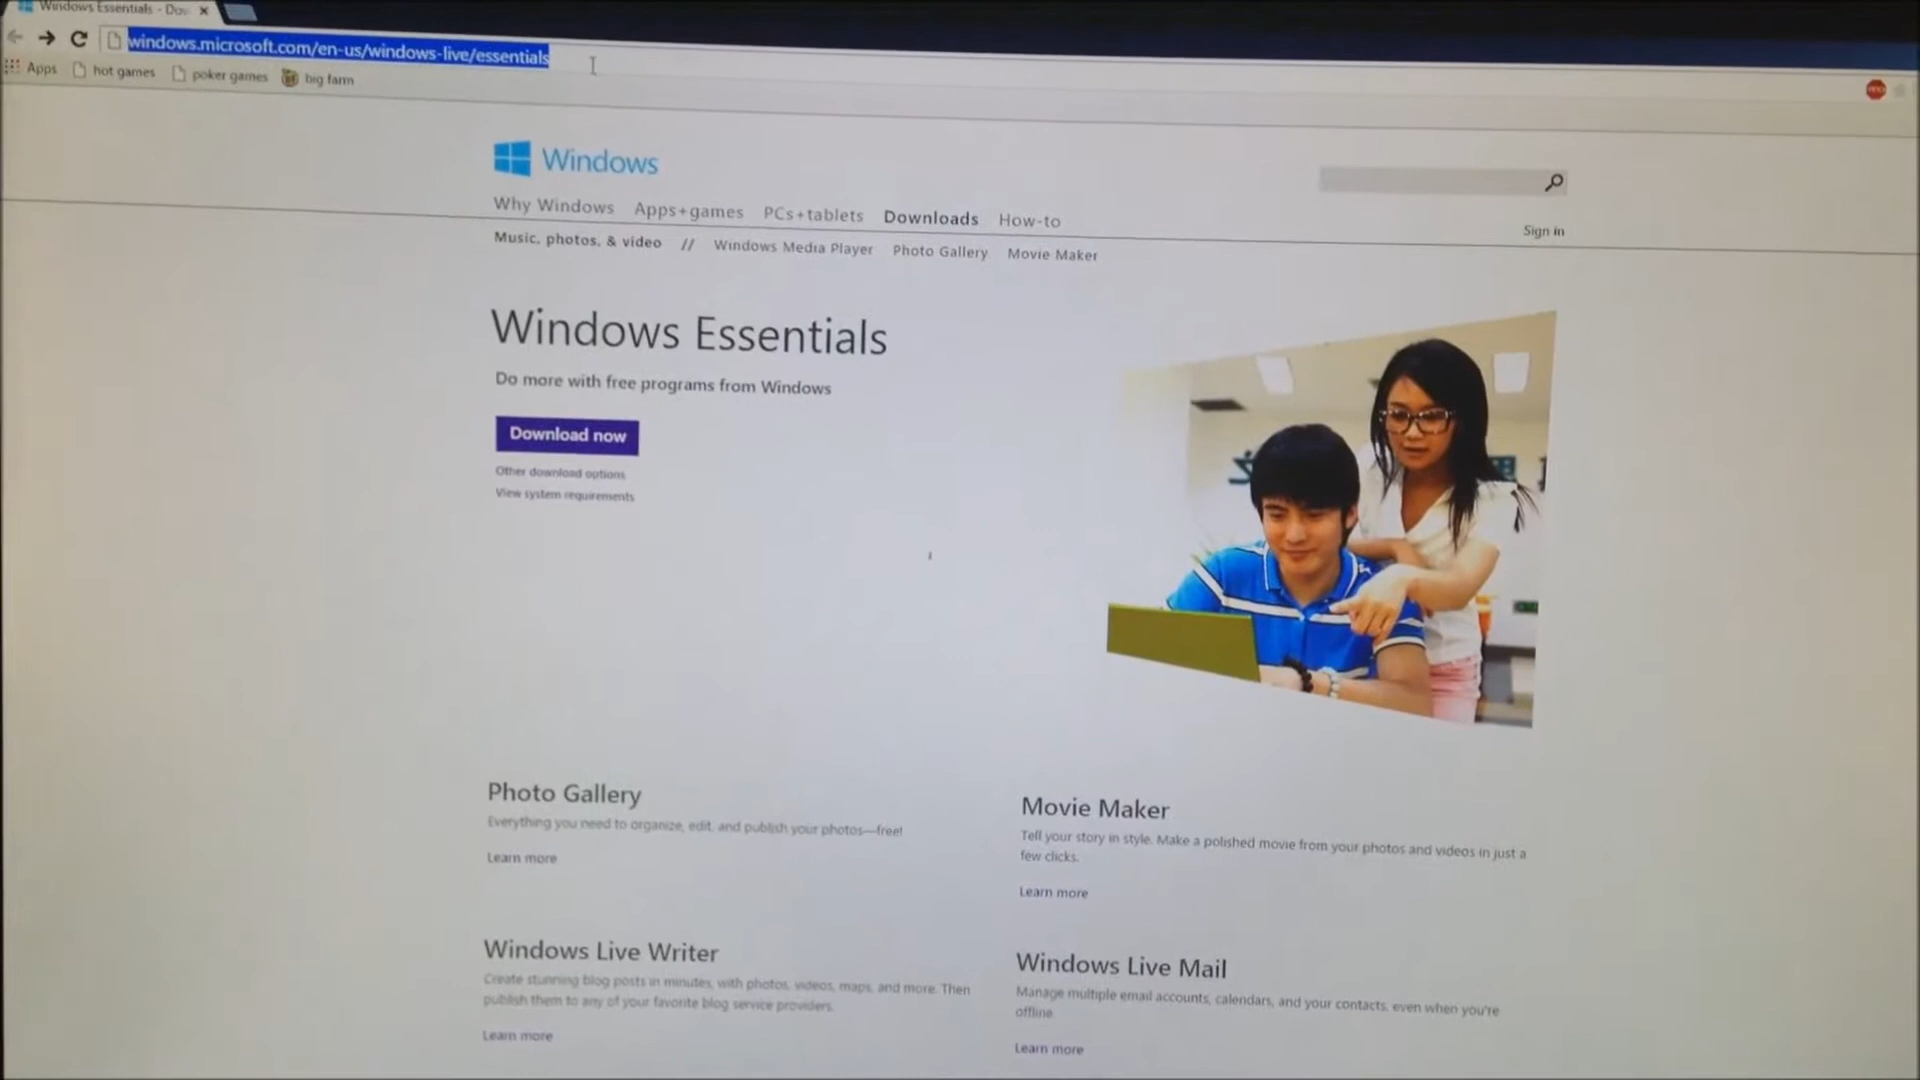 Windows Essentials - Dow
windows.microsoft.com/en-us/windows-live/essentials
Apps hot games poker games big farm
Windows
Why Windows Apps+games PCs+tablets Downloads How-to
Sign in
Music, photos, & video // Windows Media Player Photo Gallery Movie Maker
Windows Essentials
Do more with free programs from Windows
Download now
Other download options
View system requirements
Photo Gallery
Everything you need to organize, edit, and publish your photos—free!
Learn more
Movie Maker
Tell your story in style. Make a polished movie from your photos and videos in just a
few clicks.
Learn more
Windows Live Writer
Create stunning blog posts in minutes, with photos, videos, maps, and more. Then
publish them to any of your favorite blog service providers.
Learn more
Windows Live Mail
Manage multiple email accounts, calendars, and your contacts, even when you're
offline.
Learn more